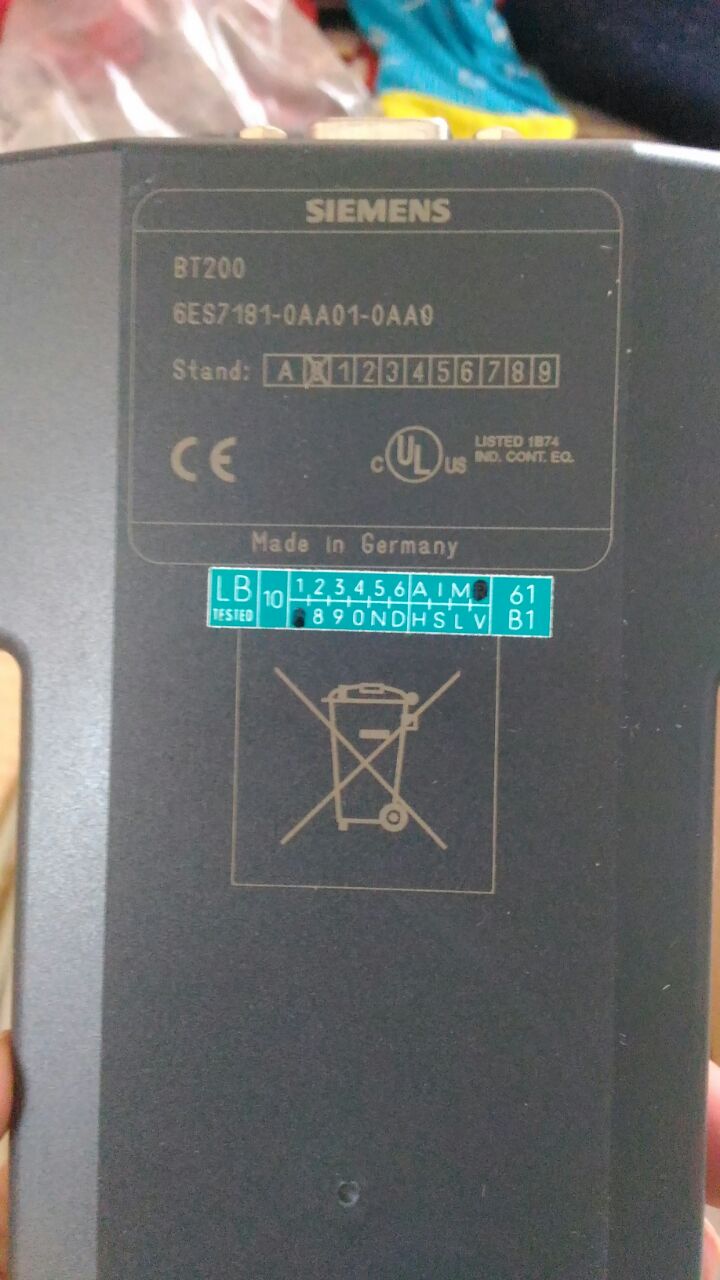 SIEMENS
BT200
6ES7181-0AA01-0AA0
Stand: A 1 2 3 4 5 6 7 8 9
CE
C UL US LISTED 1B74
IND. CONT. EQ.
Made in Germany
LB 10 1 2 3 4 5 6 A I M 61
TESTED 8 9 0 N D H S L V B1